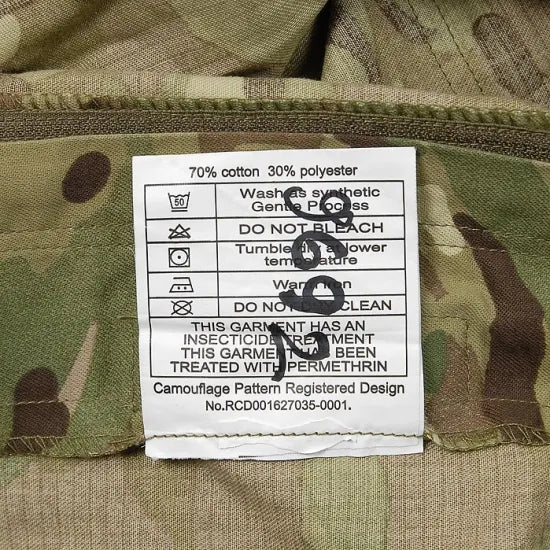 70% cotton 30% polyester
50
Wash as synthetic
Gentle Process
DO NOT BLEACH
Tumble dry at lower
temperature
Warm Iron
DO NOT DRY CLEAN
THIS GARMENT HAS AN
INSECTICIDE TREATMENT
THIS GARMENT HAS BEEN
TREATED WITH PERMETHRIN
Camouflage Pattern Registered Design
No.RCD001627035-0001.
9692